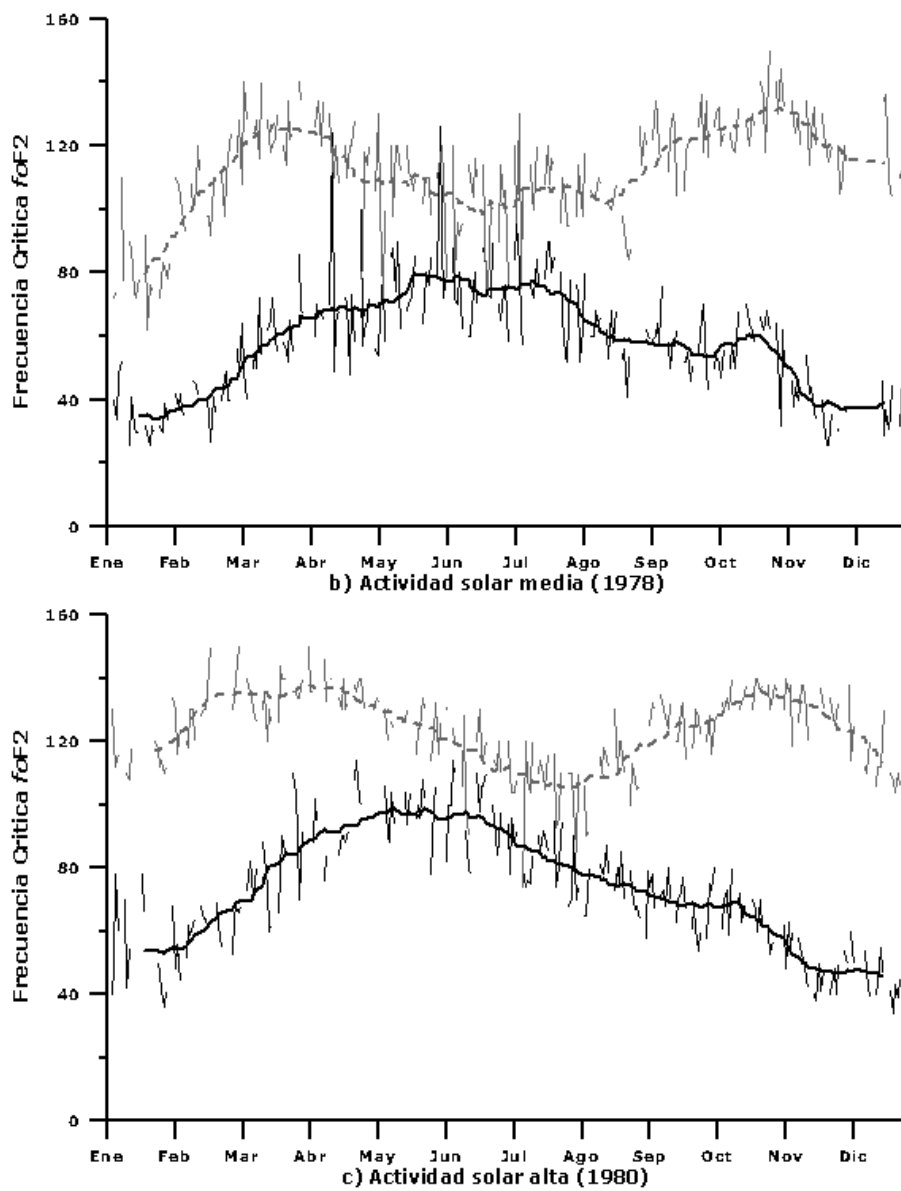 160
120
80
40
0
Frecuencia Critica foF2
Ene Feb Mar Abr May Jun Jul Ago Sep Oct Nov Dic
b) Actividad solar media (1978)
160
120
80
40
0
Frecuencia Critica foF2
Ene Feb Mar Abr May Jun Jul Ago Sep Oct Nov Dic
c) Actividad solar alta (1980)